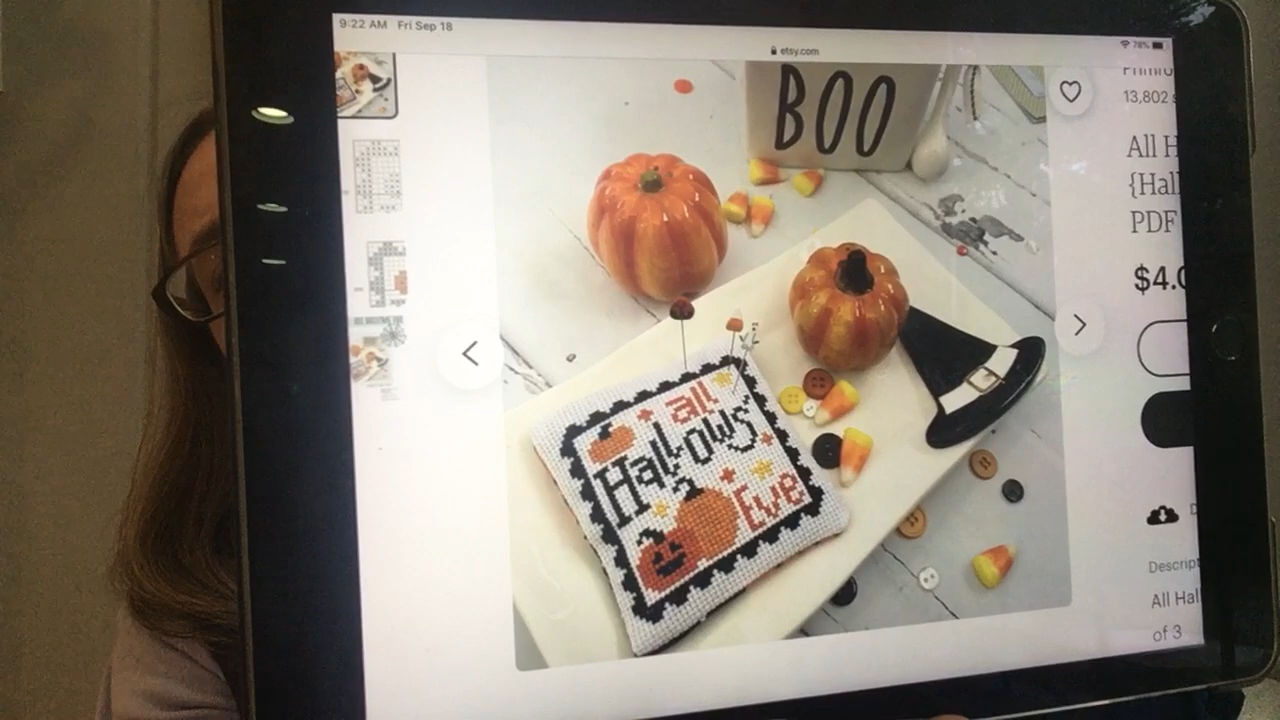 9:22 AM Fri Sep 18
etsy.com
78%
BOO
13,802
All H
{Hall
PDF
$4.0
all
Hallows'
Eve
Descript
All Hal
of 3